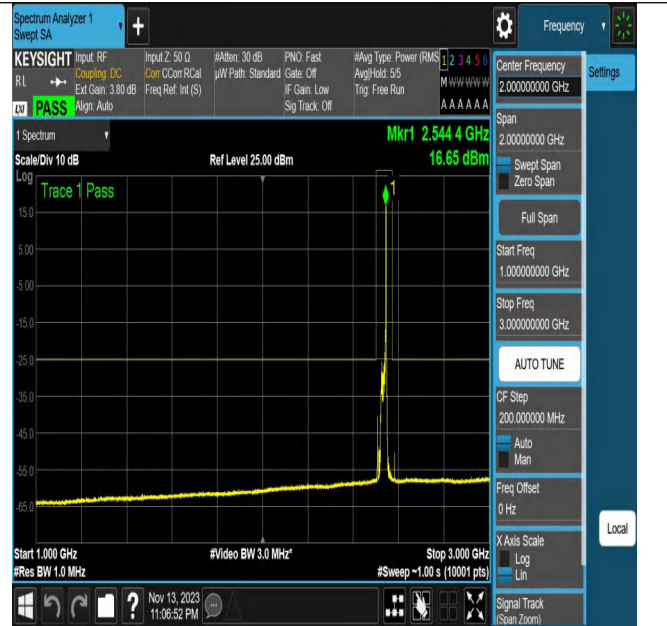 Spectrum Analyzer 1
Swept SA
+
Frequency
KEYSIGHT
RL
LXI PASS
Input: RF
Coupling: DC
Ext Gain: 3.80 dB
Align: Auto
Input Z: 50 Ω
Corr CCorr RCal
Freq Ref: Int (S)
#Atten: 30 dB
µW Path: Standard
PNO: Fast
Gate: Off
IF Gain: Low
Sig Track: Off
#Avg Type: Power (RMS
Avg|Hold: 5/5
Trig: Free Run
1 2 3 4 5 6
M W W W W W
A A A A A A
1 Spectrum
Scale/Div 10 dB
Ref Level 25.00 dBm
Mkr1 2.544 4 GHz
16.65 dBm
Log
Trace 1 Pass
1
15.0
5.00
-5.00
-15.0
-25.0
-35.0
-45.0
-55.0
-65.0
Start 1.000 GHz
#Res BW 1.0 MHz
#Video BW 3.0 MHz*
Stop 3.000 GHz
#Sweep ~1.00 s (10001 pts)
Center Frequency
2.000000000 GHz
Span
2.00000000 GHz
Swept Span
Zero Span
Full Span
Start Freq
1.000000000 GHz
Stop Freq
3.000000000 GHz
AUTO TUNE
CF Step
200.000000 MHz
Auto
Man
Freq Offset
0 Hz
X Axis Scale
Log
Lin
Signal Track
(Span Zoom)
Settings
Local
?
Nov 13, 2023
11:06:52 PM